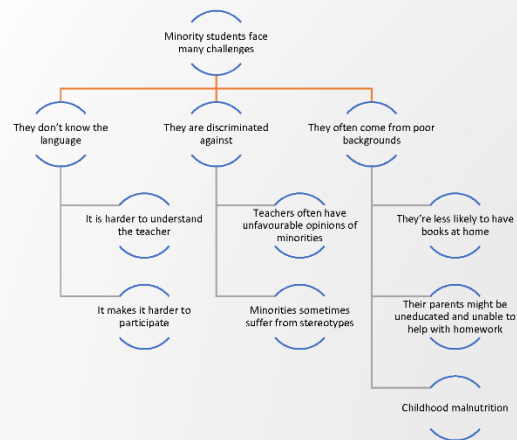 Minority students face
many challenges
They don't know the
language
They are discriminated
against
They often come from poor
backgrounds
It is harder to understand
the teacher
Teachers often have
unfavourable opinions of
minorities
They're less likely to have
books at home
It makes it harder to
participate
Minorities sometimes
suffer from stereotypes
Their parents might be
uneducated and unable to
help with homework
Childhood malnutrition